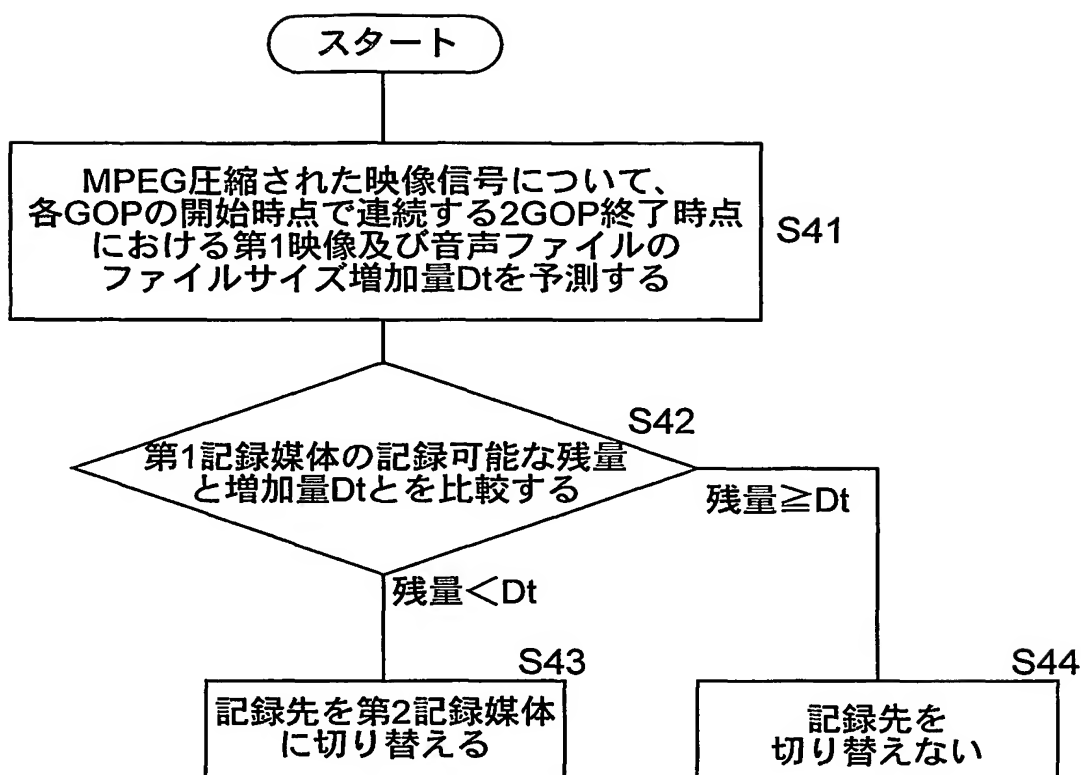 スタート
MPEG圧縮された映像信号について、
各GOPの開始時点で連続する2GOP終了時点
における第1映像及び音声ファイルの
ファイルサイズ増加量Dtを予測する
S41
S42
第1記録媒体の記録可能な残量
と増加量Dtとを比較する
残量≧Dt
残量<Dt
S43
記録先を第2記録媒体
に切り替える
S44
記録先を
切り替えない